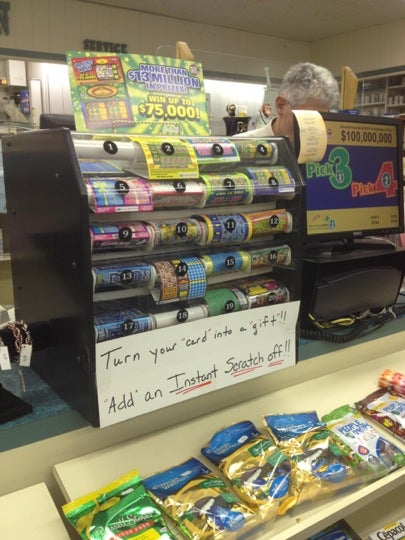 SERVICE
MORE THAN
$13 MILLION
IN PRIZES!
WIN UP TO
$75,000!
$100,000,000
Pick 3
Pick 4
1 2 3 4
5 6 7 8
9 10 11 12
13 14 15 16
17 18 19 20
Turn your "card" into a "gift"!!
"Add" an Instant Scratch off!!
PEOPLE
Cepacol